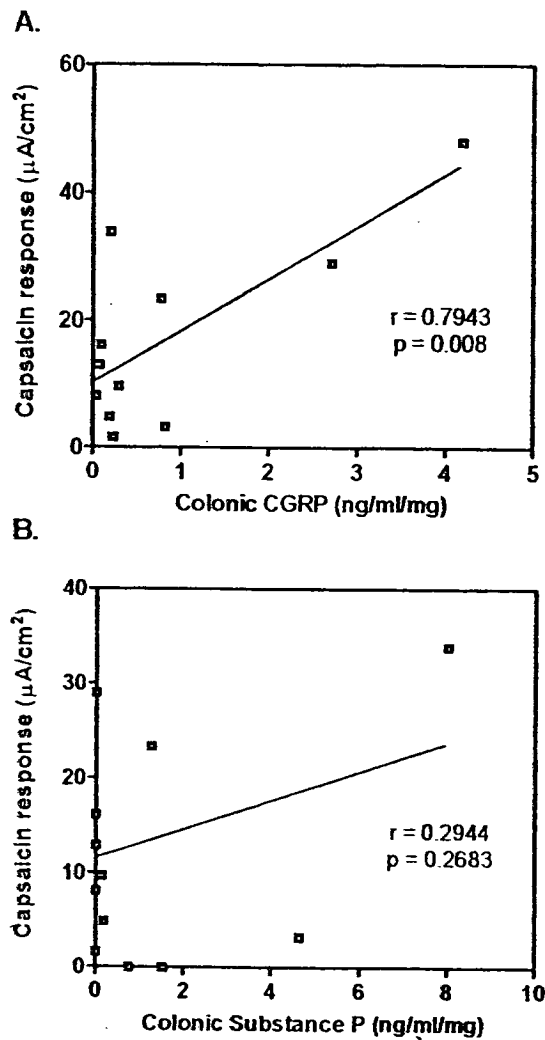 A.
60
40
20
0
Capsaicin response (μA/cm²)
r = 0.7943
p = 0.008
0 1 2 3 4 5
Colonic CGRP (ng/ml/mg)
B.
40
30
20
10
0
Capsaicin response (μA/cm²)
r = 0.2944
p = 0.2683
0 2 4 6 8 10
Colonic Substance P (ng/ml/mg)